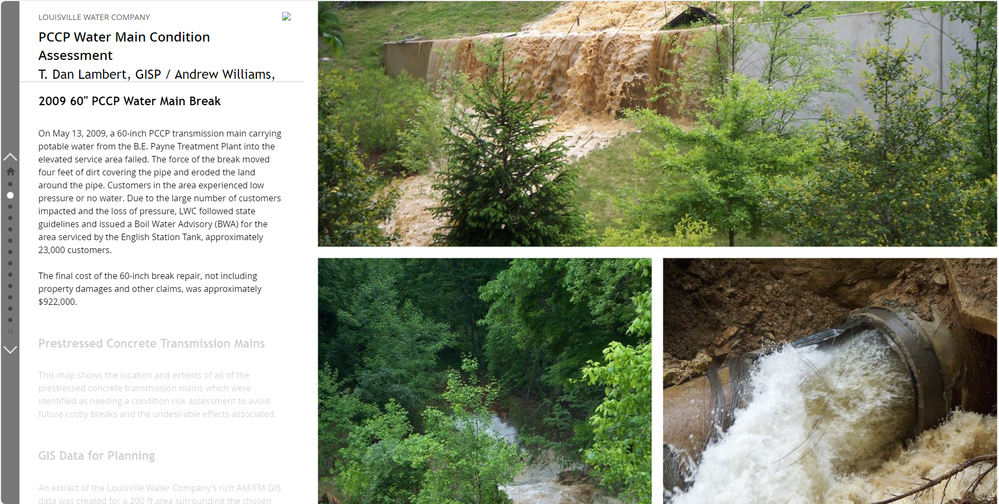 LOUISVILLE WATER COMPANY
PCCP Water Main Condition
Assessment
T. Dan Lambert, GISP / Andrew Williams,
2009 60" PCCP Water Main Break
On May 13, 2009, a 60-inch PCCP transmission main carrying
potable water from the B.E. Payne Treatment Plant into the
elevated service area failed. The force of the break moved
four feet of dirt covering the pipe and eroded the land
around the pipe. Customers in the area experienced low
pressure or no water. Due to the large number of customers
impacted and the loss of pressure, LWC followed state
guidelines and issued a Boil Water Advisory (BWA) for the
area serviced by the English Station Tank, approximately
23,000 customers.
The final cost of the 60-inch break repair, not including
property damages and other claims, was approximately
$922,000.
15
Prestressed Concrete Transmission Mains
This map shows the location and extents of all of the
prestressed concrete transmission mains which were
identified as needing a condition risk assessment to avoid
future costly breaks and the undesirable effects associated.
GIS Data for Planning
An extract of the Louisville Water Company's rich AM/FM GIS
data was created for a 200 ft area surrounding the chosen